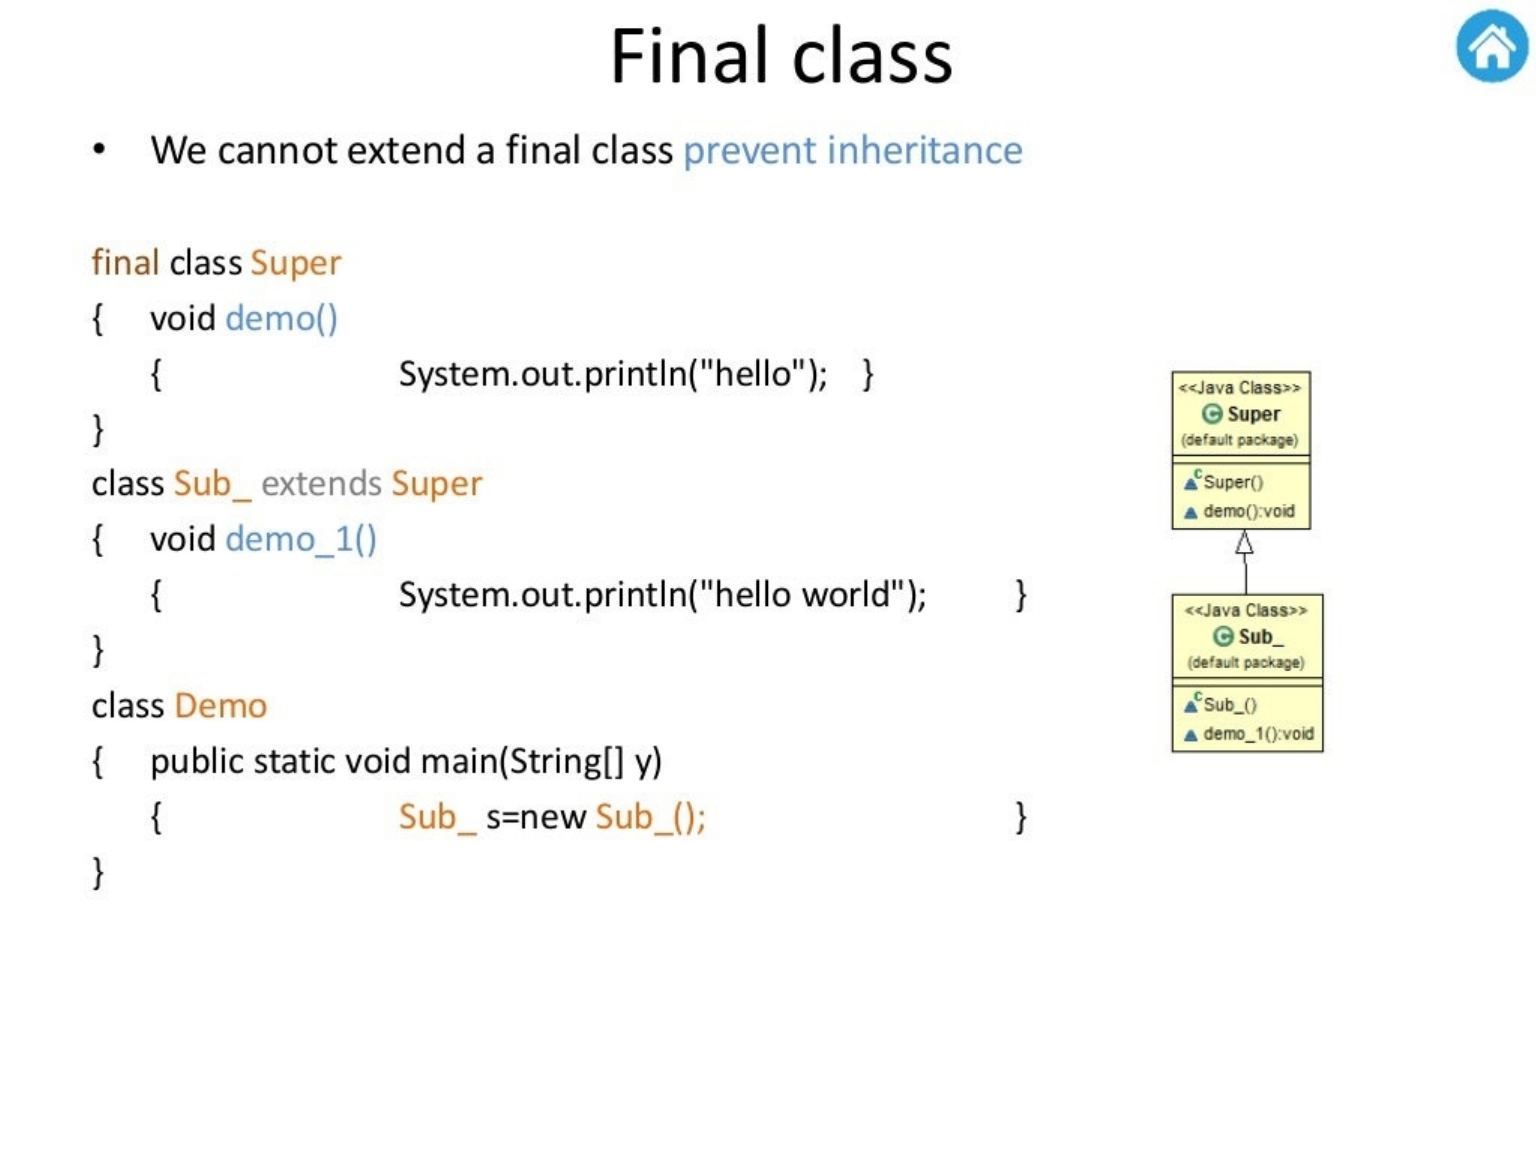 Final class
• We cannot extend a final class prevent inheritance
final class Super
{ void demo()
{ System.out.println("hello"); }
}
class Sub_ extends Super
{ void demo_1()
{ System.out.println("hello world"); }
}
class Demo
{ public static void main(String[] y)
{ Sub_ s=new Sub_(); }
}
<<Java Class>>
C Super
(default package)
C Super()
demo():void
<<Java Class>>
C Sub_
(default package)
C Sub_()
demo_1():void